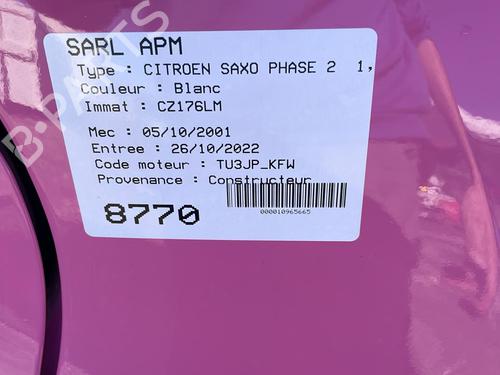 SARL APM
Type : CITROEN SAXO PHASE 2 1,
Couleur : Blanc
Immat : CZ176LM
Mec : 05/10/2001
Entree : 26/10/2022
Code moteur : TU3JP_KFW
Provenance : Constructeur
8770
000010965665
B-PARTS